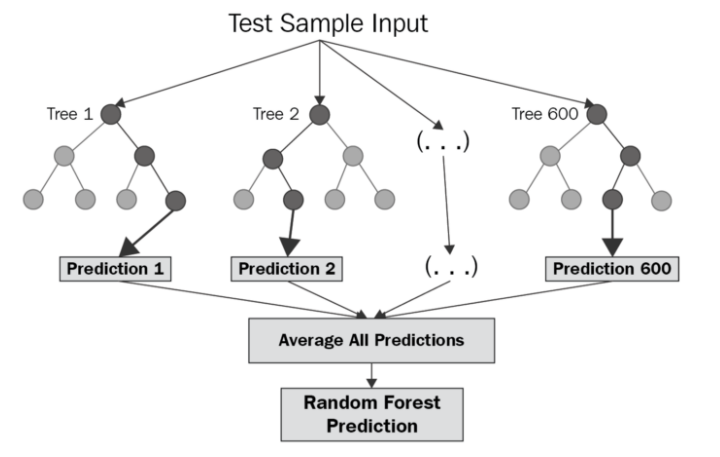 Test Sample Input
Tree 1
Tree 2
Tree 600
(. . .)
(. . .)
Prediction 1
Prediction 2
Prediction 600
Average All Predictions
Random Forest
Prediction